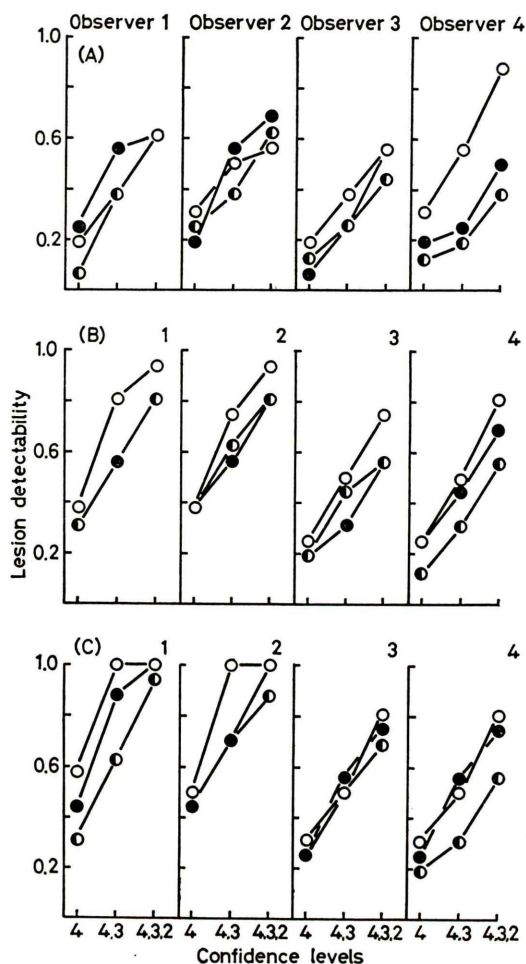 Observer 1 Observer 2 Observer 3 Observer 4
1.0 (A)
0.6
0.2
1.0 (B) 1 2 3 4
0.6
0.2
1.0 (C) 1 2 3 4
0.6
0.2
Lesion detectability
4 4,3 4,3,2 4 4,3 4,3,2 4 4,3 4,3,2 4 4,3 4,3,2
Confidence levels